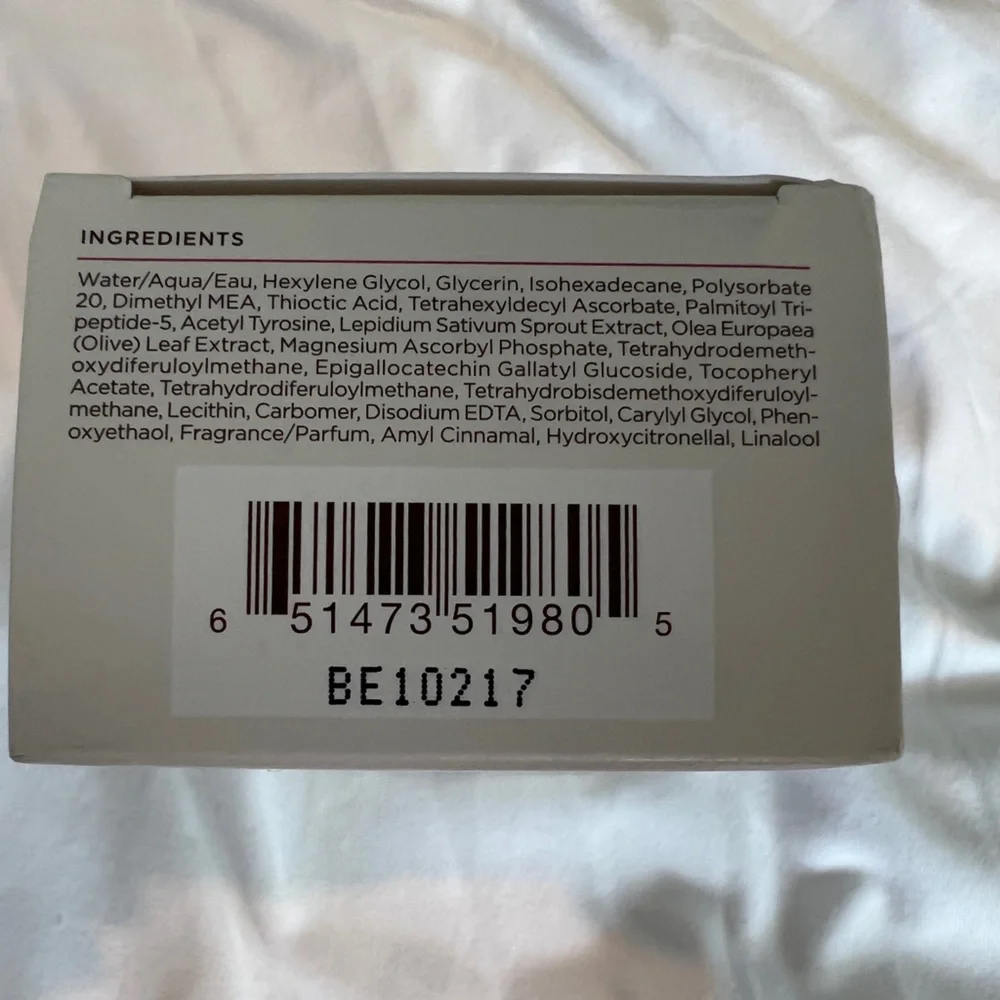 INGREDIENTS
Water/Aqua/Eau, Hexylene Glycol, Glycerin, Isohexadecane, Polysorbate
20, Dimethyl MEA, Thioctic Acid, Tetrahexyldecyl Ascorbate, Palmitoyl Tri-
peptide-5, Acetyl Tyrosine, Lepidium Sativum Sprout Extract, Olea Europaea
(Olive) Leaf Extract, Magnesium Ascorbyl Phosphate, Tetrahydrodemeth-
oxydiferuloylmethane, Epigallocatechin Gallatyl Glucoside, Tocopheryl
Acetate, Tetrahydrodiferuloylmethane, Tetrahydrobisdemethoxydiferuloyl-
methane, Lecithin, Carbomer, Disodium EDTA, Sorbitol, Carylyl Glycol, Phen-
oxyethaol, Fragrance/Parfum, Amyl Cinnamal, Hydroxycitronellal, Linalool
6 51473 51980 5
BE10217